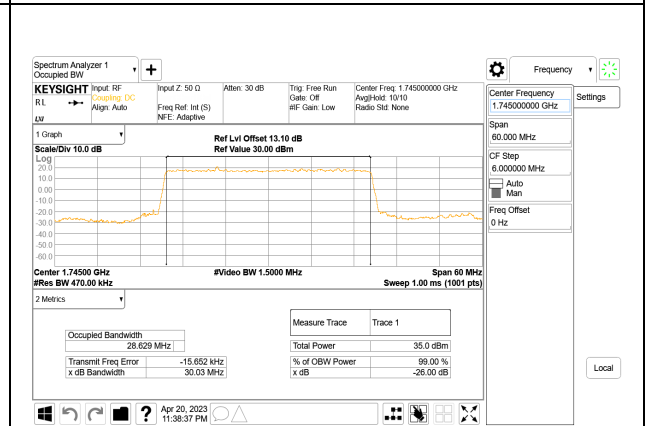 Spectrum Analyzer 1
Occupied BW
Frequency
KEYSIGHT
RL
LXI
Input: RF
Coupling: DC
Align: Auto
Input Z: 50 Ω
Freq Ref: Int (S)
NFE: Adaptive
Atten: 30 dB
Trig: Free Run
Gate: Off
#IF Gain: Low
Center Freq: 1.745000000 GHz
Avg|Hold: 10/10
Radio Std: None
Center Frequency
1.745000000 GHz
Settings
Span
60.000 MHz
CF Step
6.000000 MHz
Auto
Man
Freq Offset
0 Hz
1 Graph
Scale/Div 10.0 dB
Ref Lvl Offset 13.10 dB
Ref Value 30.00 dBm
Log
20.0
10.0
0.00
-10.0
-20.0
-30.0
-40.0
-50.0
-60.0
Center 1.74500 GHz
#Video BW 1.5000 MHz
Span 60 MHz
#Res BW 470.00 kHz
Sweep 1.00 ms (1001 pts)
2 Metrics
Measure Trace
Trace 1
Occupied Bandwidth
28.629 MHz
Total Power
35.0 dBm
Transmit Freq Error
-15.652 kHz
% of OBW Power
99.00 %
x dB Bandwidth
30.03 MHz
x dB
-26.00 dB
Local
Apr 20, 2023
11:38:37 PM